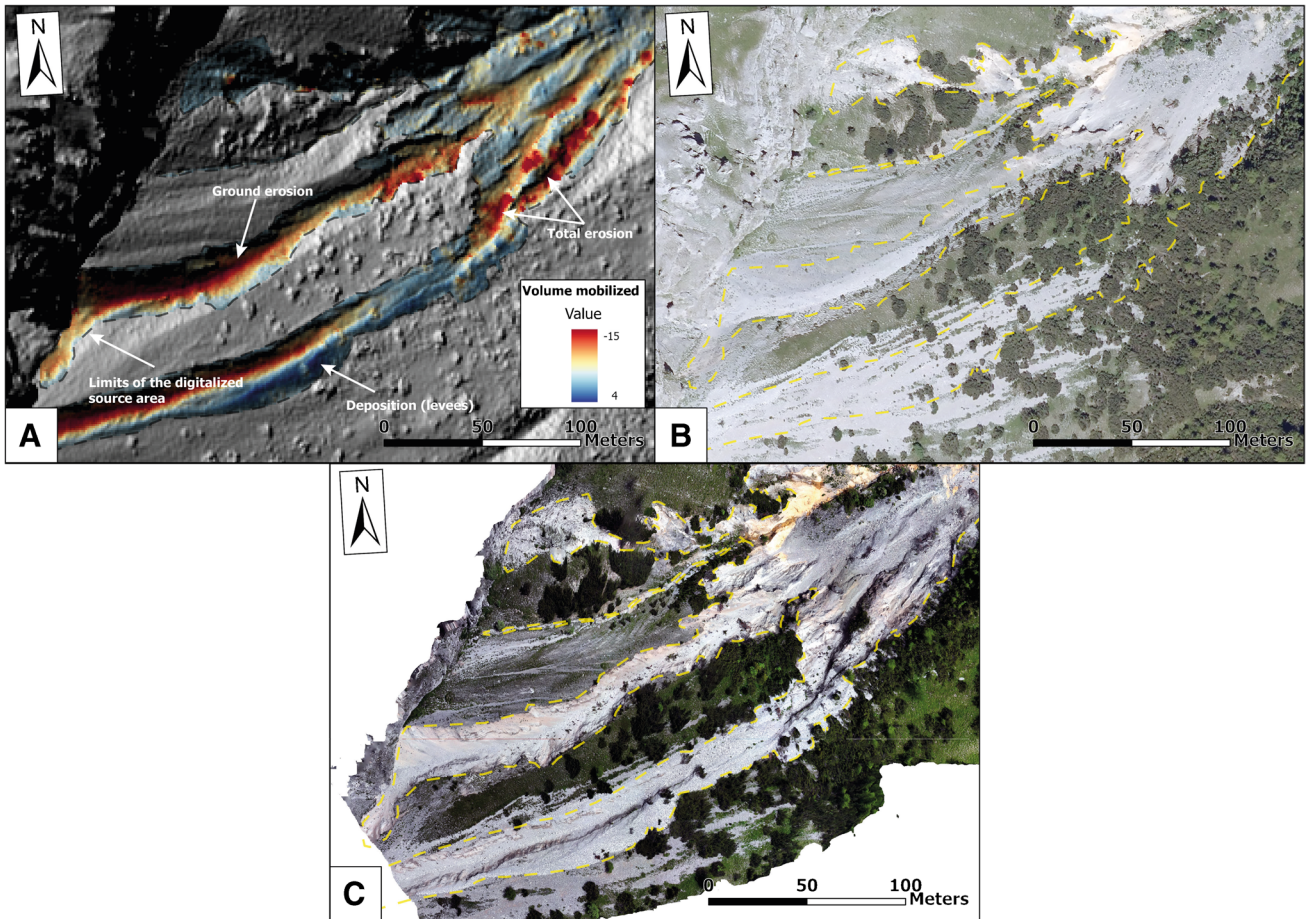 N
Ground erosion
Total erosion
Limits of the digitalized
source area
Deposition (levees)
Volume mobilized
Value
-15
4
0 50 100
Meters
A
N
0 50 100
Meters
B
N
0 50 100
Meters
C